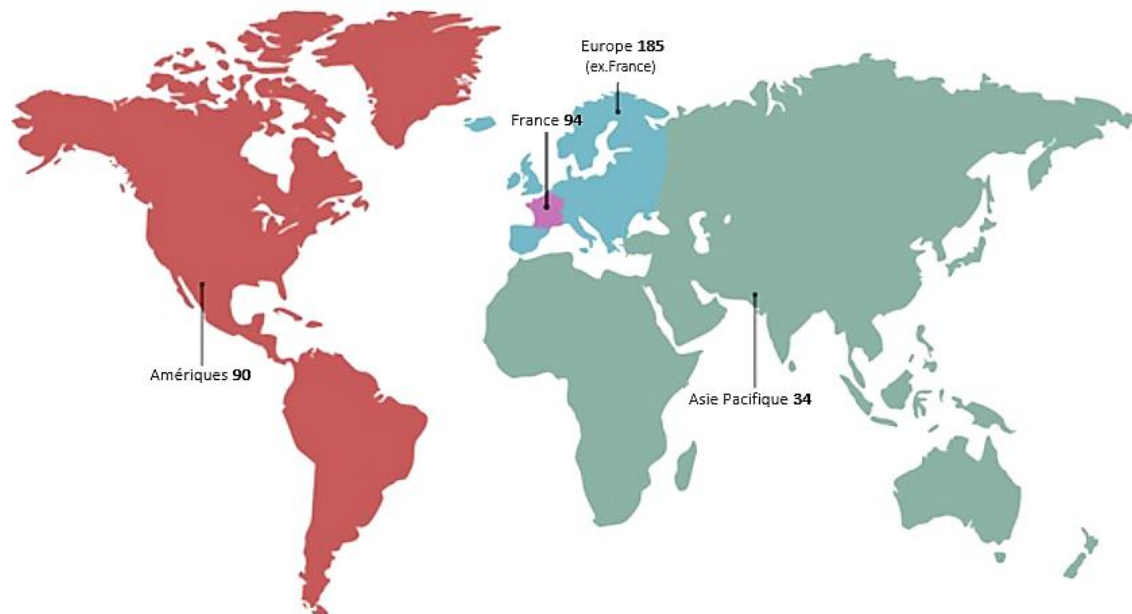 Europe 185
(ex.France)
France 94
Amériques 90
Asie Pacifique 34